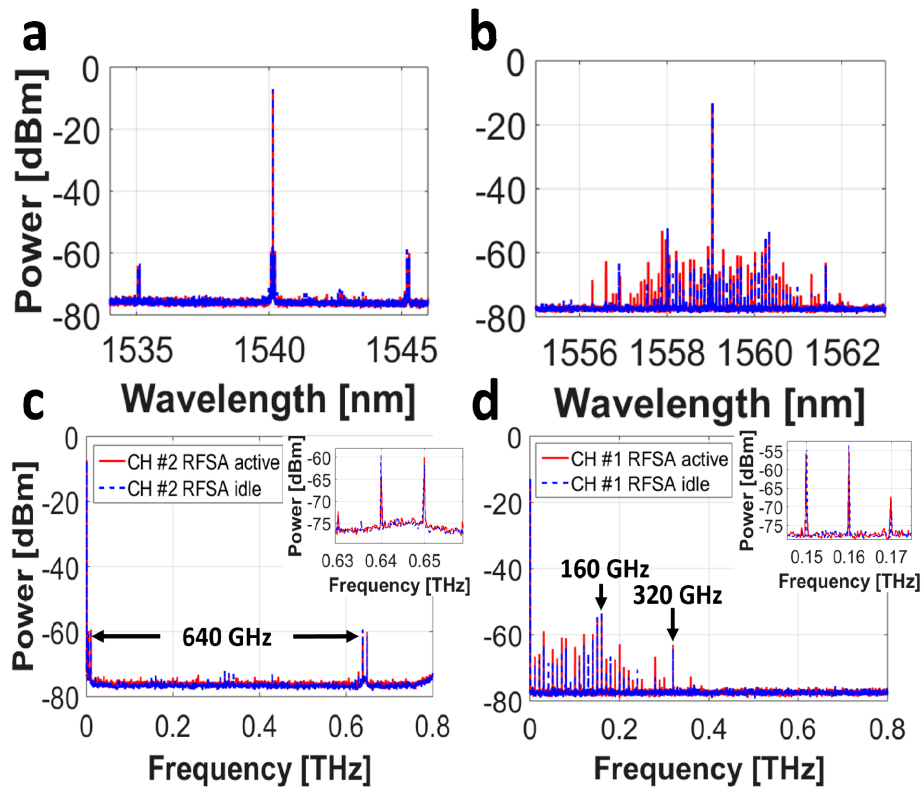 a
Power [dBm]
0
-20
-40
-60
-80
1535
1540
1545
Wavelength [nm]
b
0
-20
-40
-60
-80
1556
1558
1560
1562
Wavelength [nm]
c
Power [dBm]
0
-20
-40
-60
-80
CH #2 RFSA active
CH #2 RFSA idle
640 GHz
Power [dBm]
-60
-65
-70
-75
0.63
0.64
0.65
Frequency [THz]
0
0.2
0.4
0.6
0.8
Frequency [THz]
d
0
-20
-40
-60
-80
CH #1 RFSA active
CH #1 RFSA idle
160 GHz
320 GHz
Power [dBm]
-55
-60
-65
-70
-75
0.15
0.16
0.17
Frequency [THz]
0
0.2
0.4
0.6
0.8
Frequency [THz]